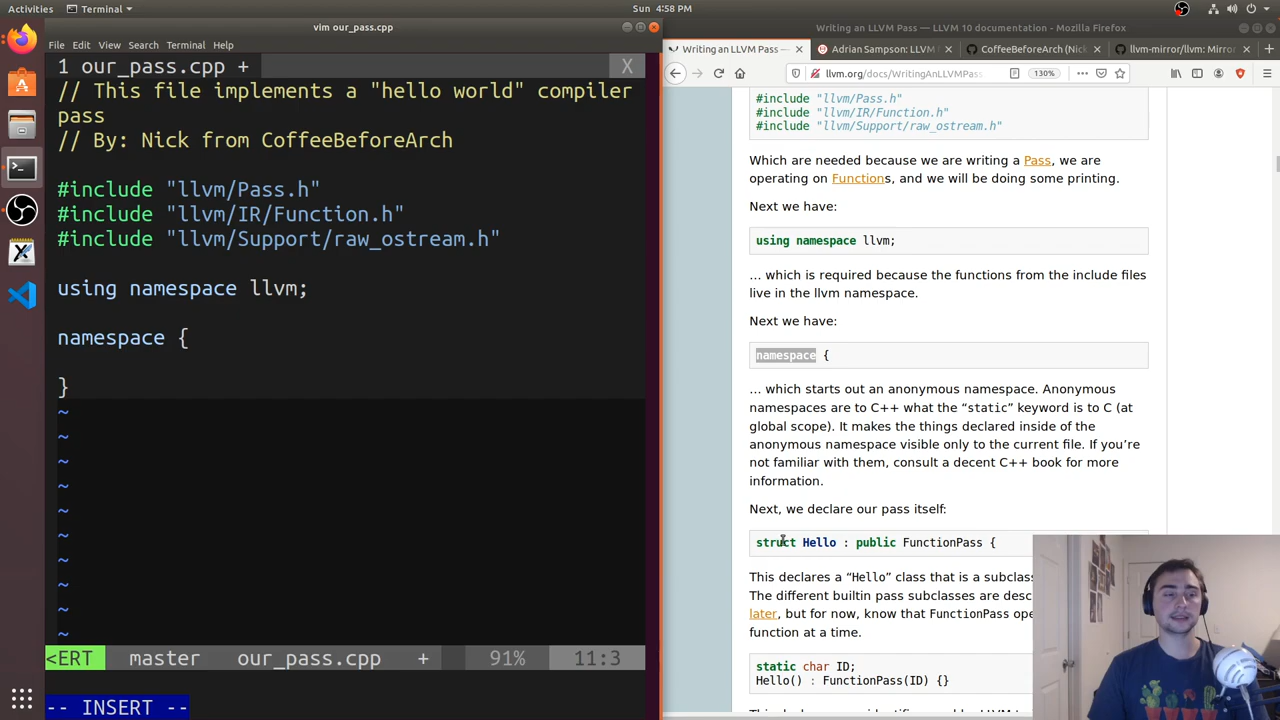 Activities
Terminal
Sun 4:58 PM
vim our_pass.cpp
File Edit View Search Terminal Help
1 our_pass.cpp +
X
// This file implements a "hello world" compiler
pass
// By: Nick from CoffeeBeforeArch
#include "llvm/Pass.h"
#include "llvm/IR/Function.h"
#include "llvm/Support/raw_ostream.h"
using namespace llvm;
namespace {
}
~
~
~
~
~
~
~
~
~
~
<ERT master our_pass.cpp + 91% 11:3
-- INSERT --
Writing an LLVM Pass — LLVM 10 documentation - Mozilla Firefox
Writing an LLVM Pass —
Adrian Sampson: LLVM
CoffeeBeforeArch (Nick
llvm-mirror/llvm: Mirror
llvm.org/docs/WritingAnLLVMPass
130%
#include "llvm/Pass.h"
#include "llvm/IR/Function.h"
#include "llvm/Support/raw_ostream.h"
Which are needed because we are writing a Pass, we are
operating on Functions, and we will be doing some printing.
Next we have:
using namespace llvm;
… which is required because the functions from the include files
live in the llvm namespace.
Next we have:
namespace {
… which starts out an anonymous namespace. Anonymous
namespaces are to C++ what the “static” keyword is to C (at
global scope). It makes the things declared inside of the
anonymous namespace visible only to the current file. If you’re
not familiar with them, consult a decent C++ book for more
information.
Next, we declare our pass itself:
struct Hello : public FunctionPass {
This declares a “Hello” class that is a subclass
The different builtin pass subclasses are
later, but for now, know that FunctionPass
function at a time.
static char ID;
Hello() : FunctionPass(ID) {}